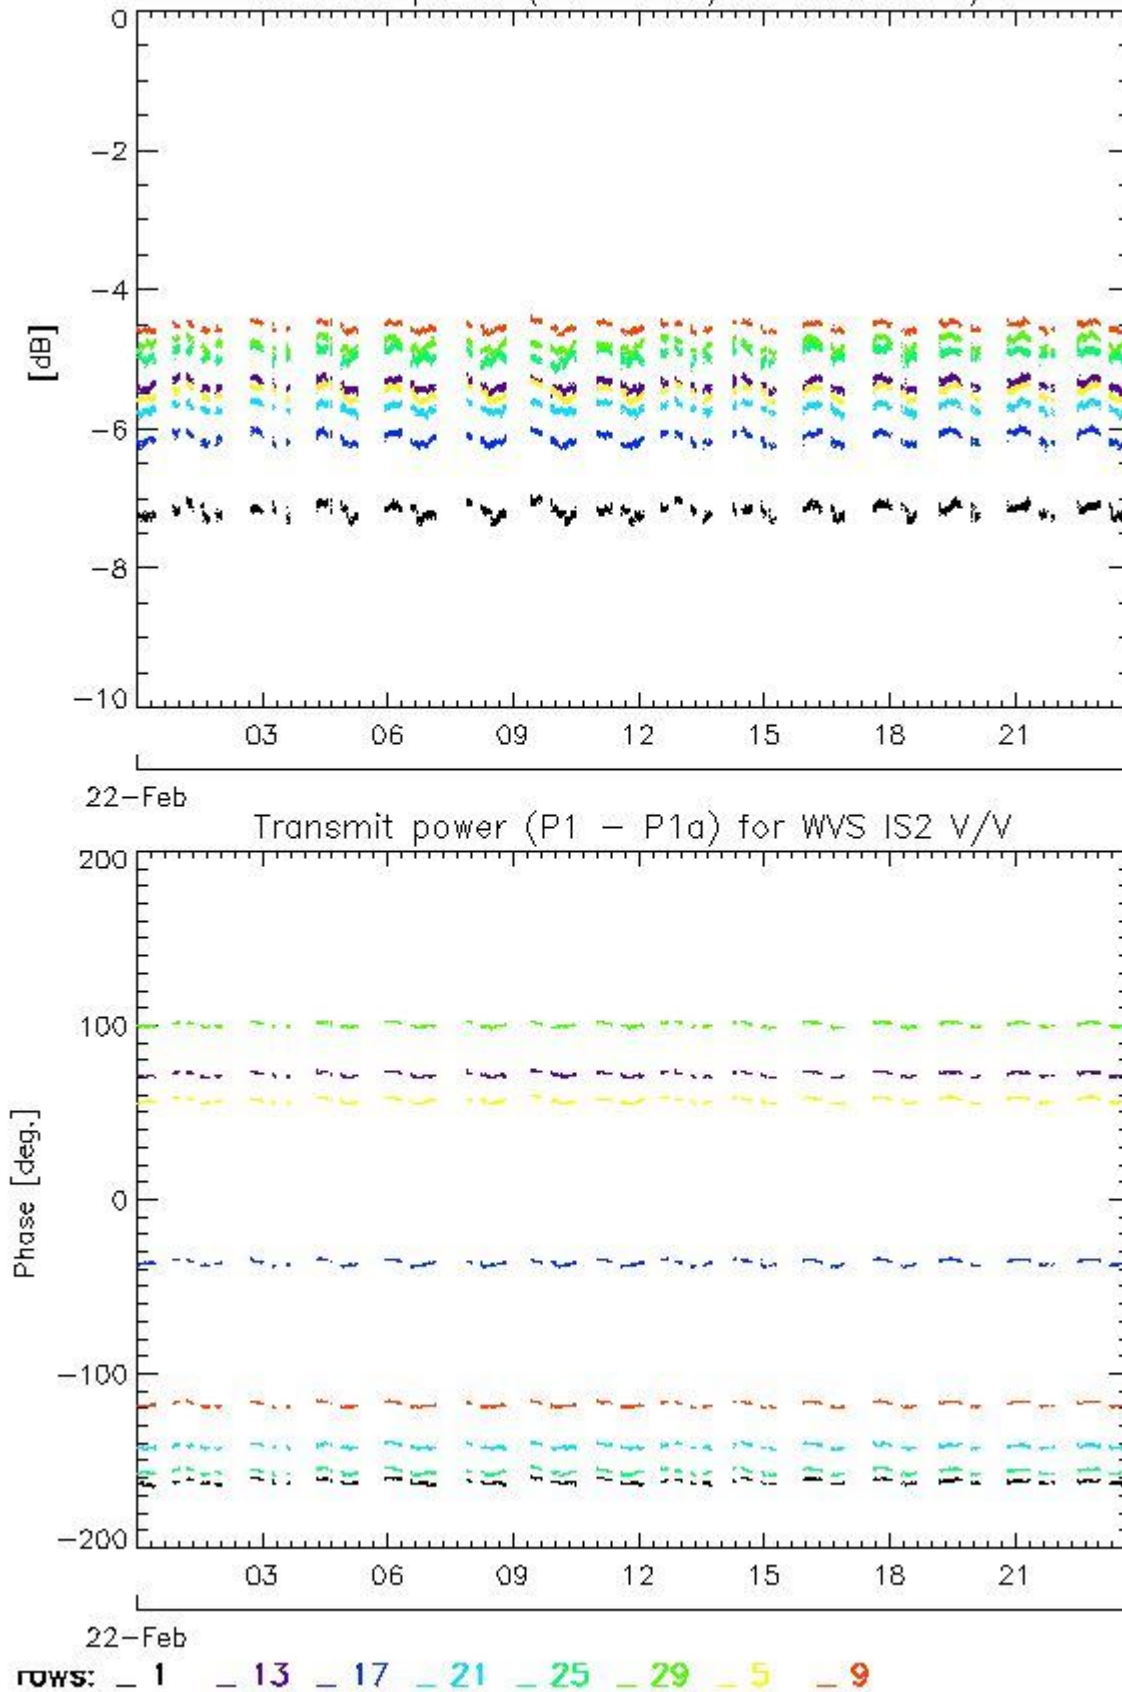 0
−2
−4
[dB]
−6
−8
−10
03 06 09 12 15 18 21
22−Feb
Transmit power (P1 − P1a) for WVS IS2 V/V
200
100
Phase [deg.]
0
−100
−200
03 06 09 12 15 18 21
22−Feb
rows: _ 1 _ 13 _ 17 _ 21 _ 25 _ 29 _ 5 _ 9